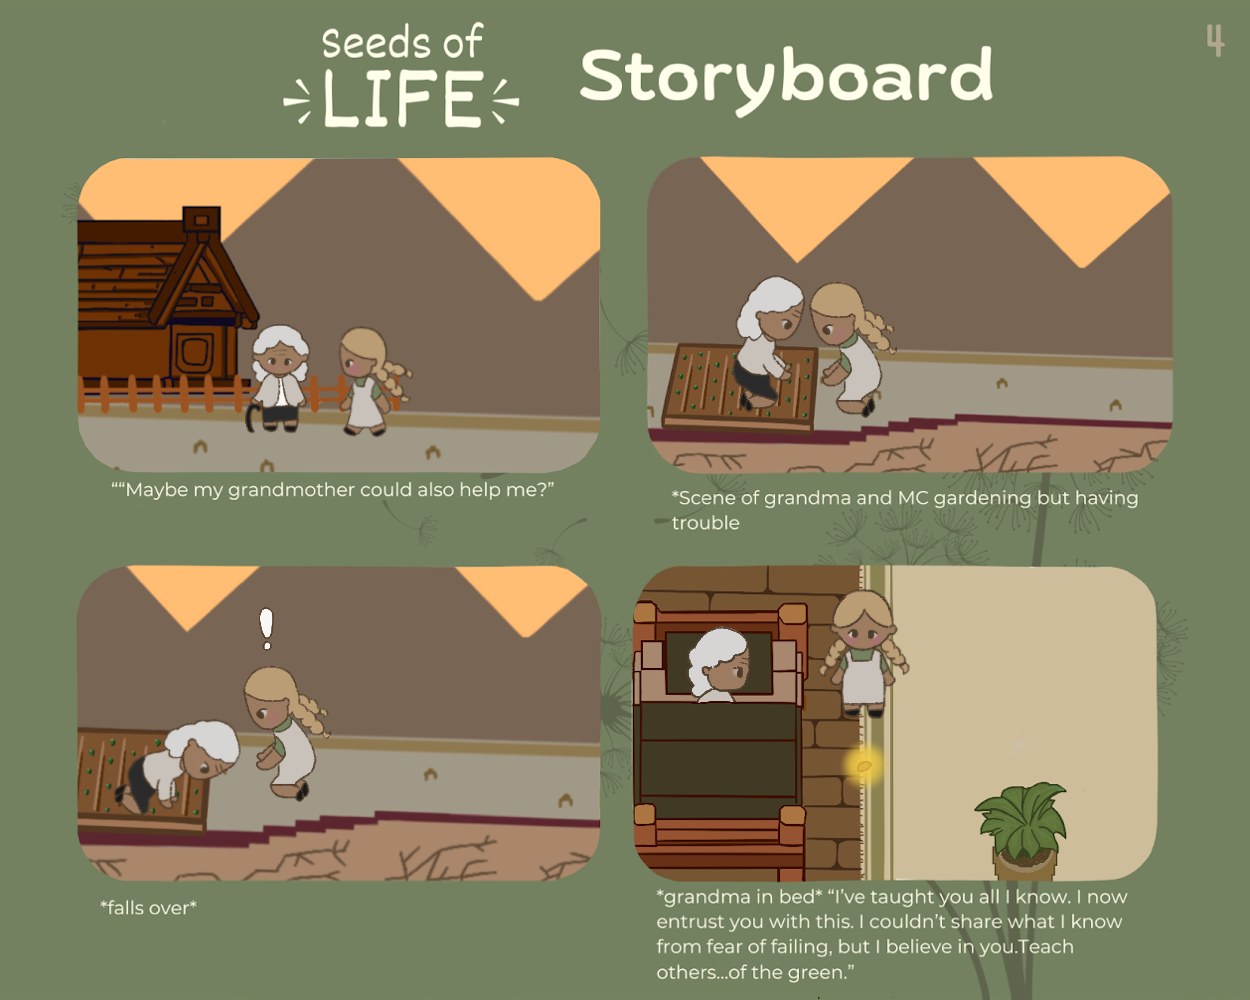 Seeds of
LIFE
Storyboard
4
““Maybe my grandmother could also help me?”
*Scene of grandma and MC gardening but having
trouble
!
*falls over*
*grandma in bed* “I’ve taught you all I know. I now
entrust you with this. I couldn’t share what I know
from fear of failing, but I believe in you.Teach
others...of the green.”